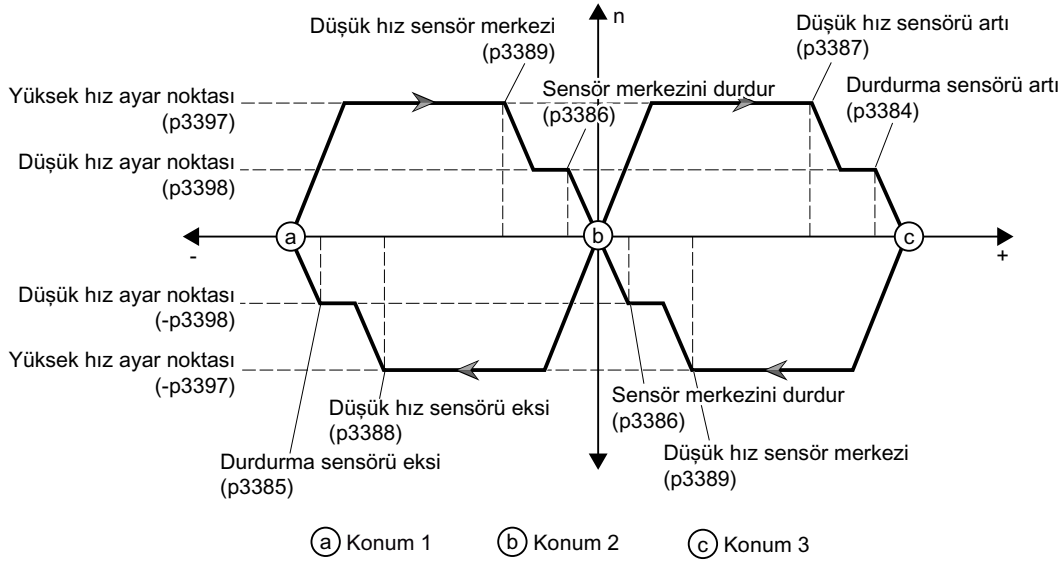 n
Düşük hız sensör merkezi
(p3389)
Düşük hız sensörü artı
(p3387)
Yüksek hız ayar noktası
(p3397)
Sensör merkezini durdur
(p3386)
Durdurma sensörü artı
(p3384)
Düşük hız ayar noktası
(p3398)
a
b
c
-
+
Düşük hız ayar noktası
(-p3398)
Yüksek hız ayar noktası
(-p3397)
Düşük hız sensörü eksi
(p3388)
Sensör merkezini durdur
(p3386)
Durdurma sensörü eksi
(p3385)
Düşük hız sensör merkezi
(p3389)
a Konum 1 b Konum 2 c Konum 3